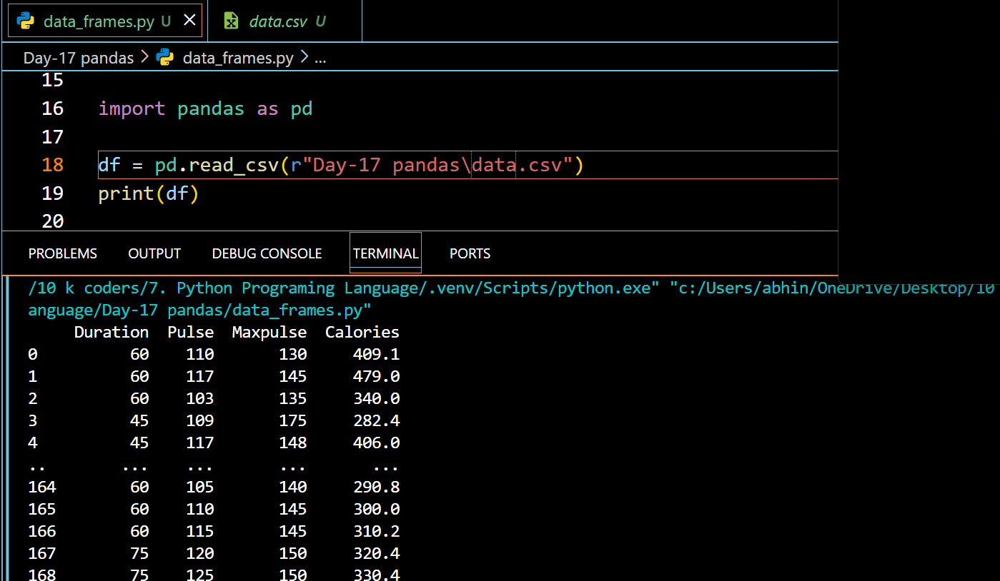 data_frames.py U
data.csv U
Day-17 pandas > data_frames.py > ...
15
16 import pandas as pd
17
18 df = pd.read_csv(r"Day-17 pandas\data.csv")
19 print(df)
20
PROBLEMS OUTPUT DEBUG CONSOLE TERMINAL PORTS
/10 k coders/7. Python Programing Language/.venv/Scripts/python.exe" "c:/Users/abhin/OneDrive/Desktop/10
anguage/Day-17 pandas/data_frames.py"
Duration Pulse Maxpulse Calories
0 60 110 130 409.1
1 60 117 145 479.0
2 60 103 135 340.0
3 45 109 175 282.4
4 45 117 148 406.0
.. ... ... ... ...
164 60 105 140 290.8
165 60 110 145 300.0
166 60 115 145 310.2
167 75 120 150 320.4
168 75 125 150 330.4